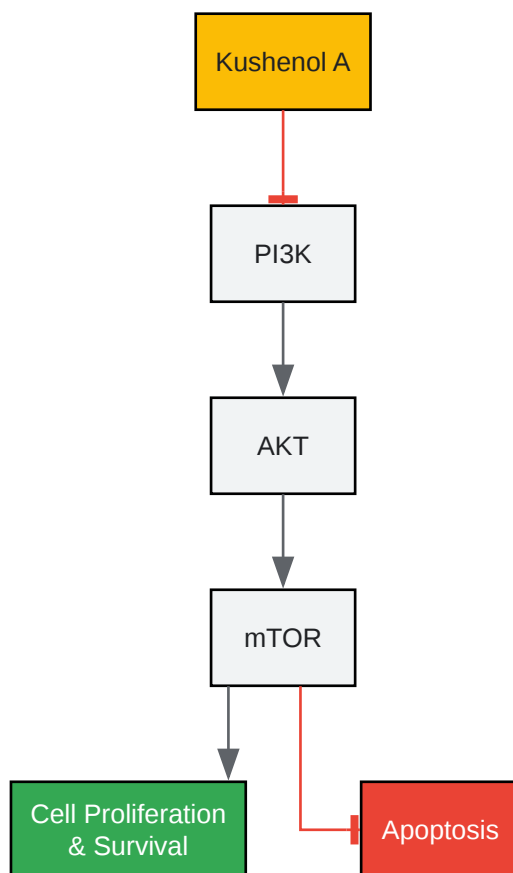 Kushenol A
PI3K
AKT
mTOR
Cell Proliferation
& Survival
Apoptosis